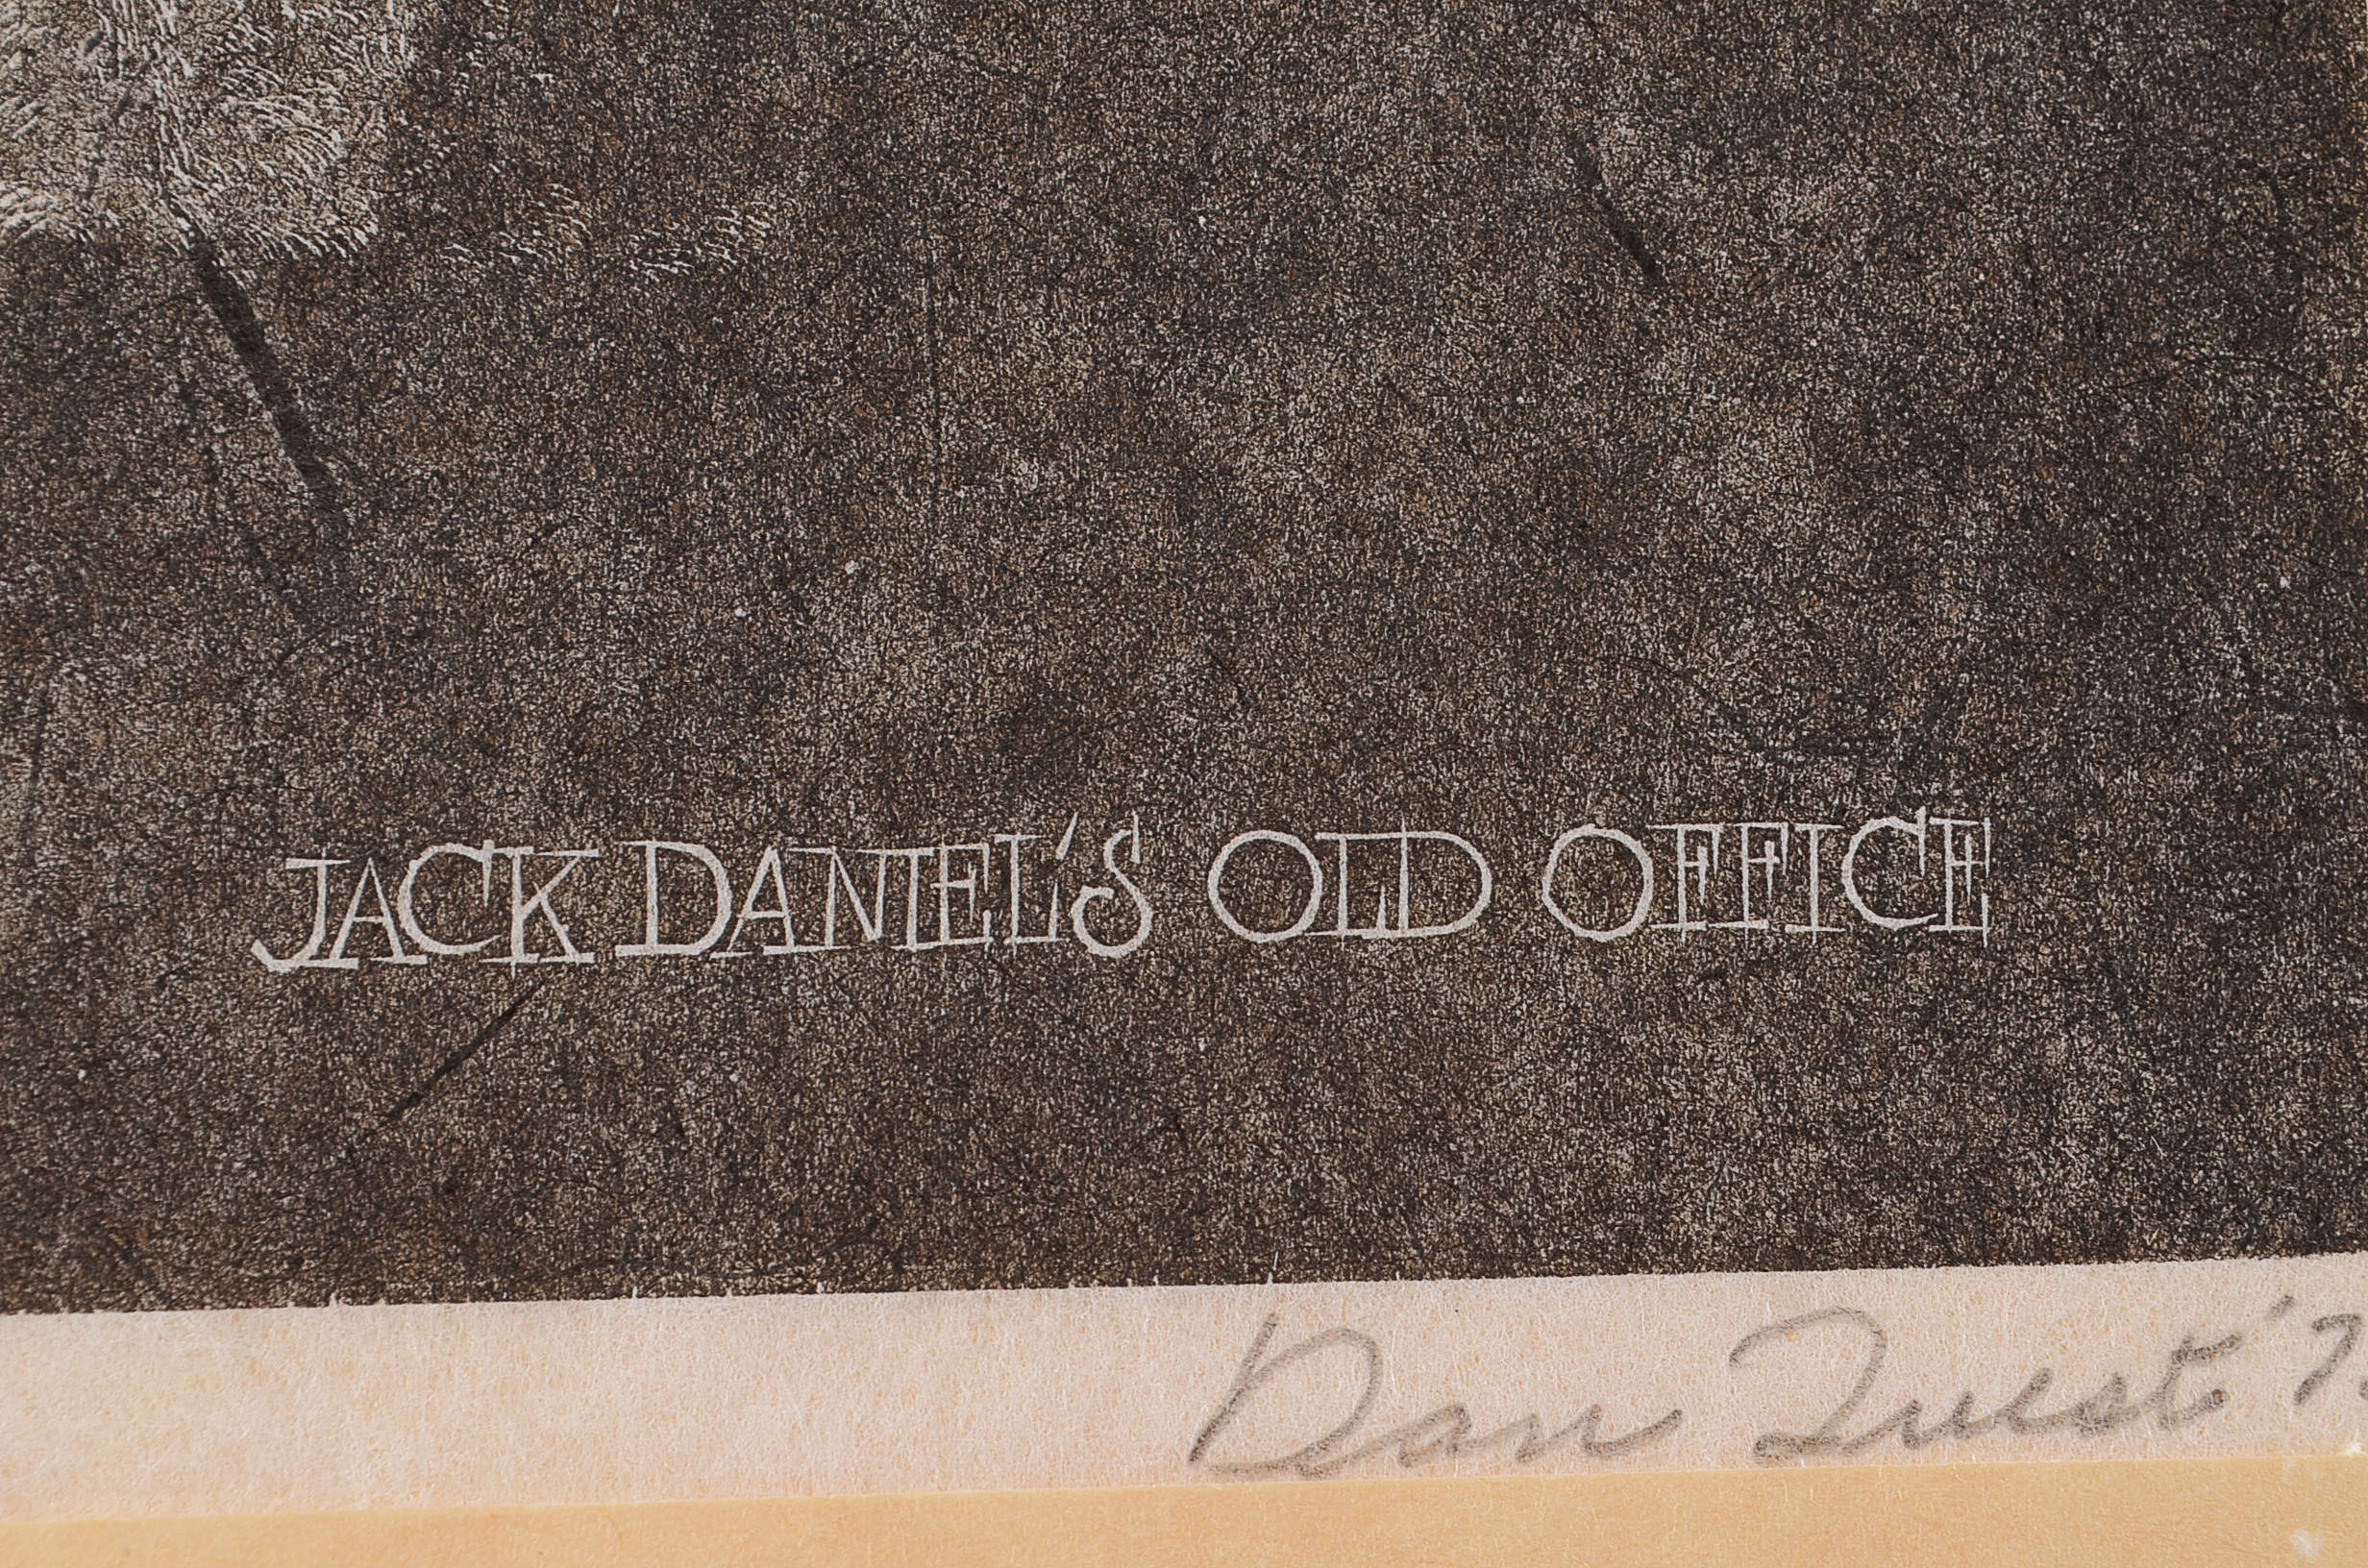 JACK DANIEL'S OLD OFFICE
Dan Quest '7